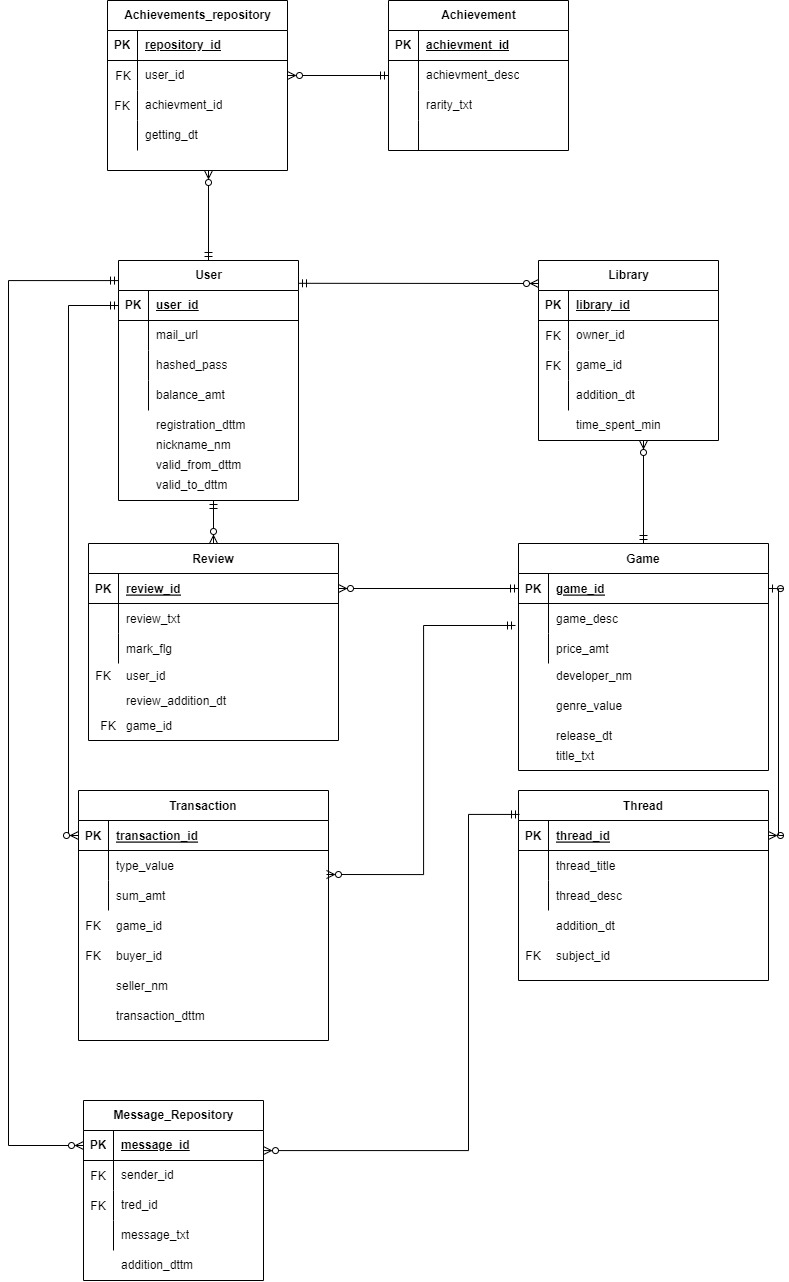 Achievements_repository
PK repository_id
FK user_id
FK achievment_id
getting_dt
Achievement
PK achievment_id
achievment_desc
rarity_txt
User
PK user_id
mail_url
hashed_pass
balance_amt
registration_dttm
nickname_nm
valid_from_dttm
valid_to_dttm
Library
PK library_id
FK owner_id
FK game_id
addition_dt
time_spent_min
Review
PK review_id
review_txt
mark_flg
FK user_id
review_addition_dt
FK game_id
Game
PK game_id
game_desc
price_amt
developer_nm
genre_value
release_dt
title_txt
Transaction
PK transaction_id
type_value
sum_amt
FK game_id
FK buyer_id
seller_nm
transaction_dttm
Thread
PK thread_id
thread_title
thread_desc
addition_dt
FK subject_id
Message_Repository
PK message_id
FK sender_id
FK tred_id
message_txt
addition_dttm